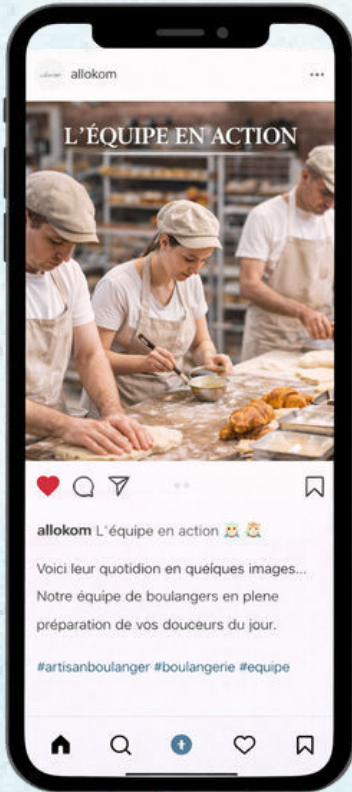 allokom
L'ÉQUIPE EN ACTION
allokom L'équipe en action
Voici leur quotidion en quelques images...
Notre équipe de boulangers en plene
préparation de vos douceurs du jour.
#artisanboulanger #boulangerie #equipe